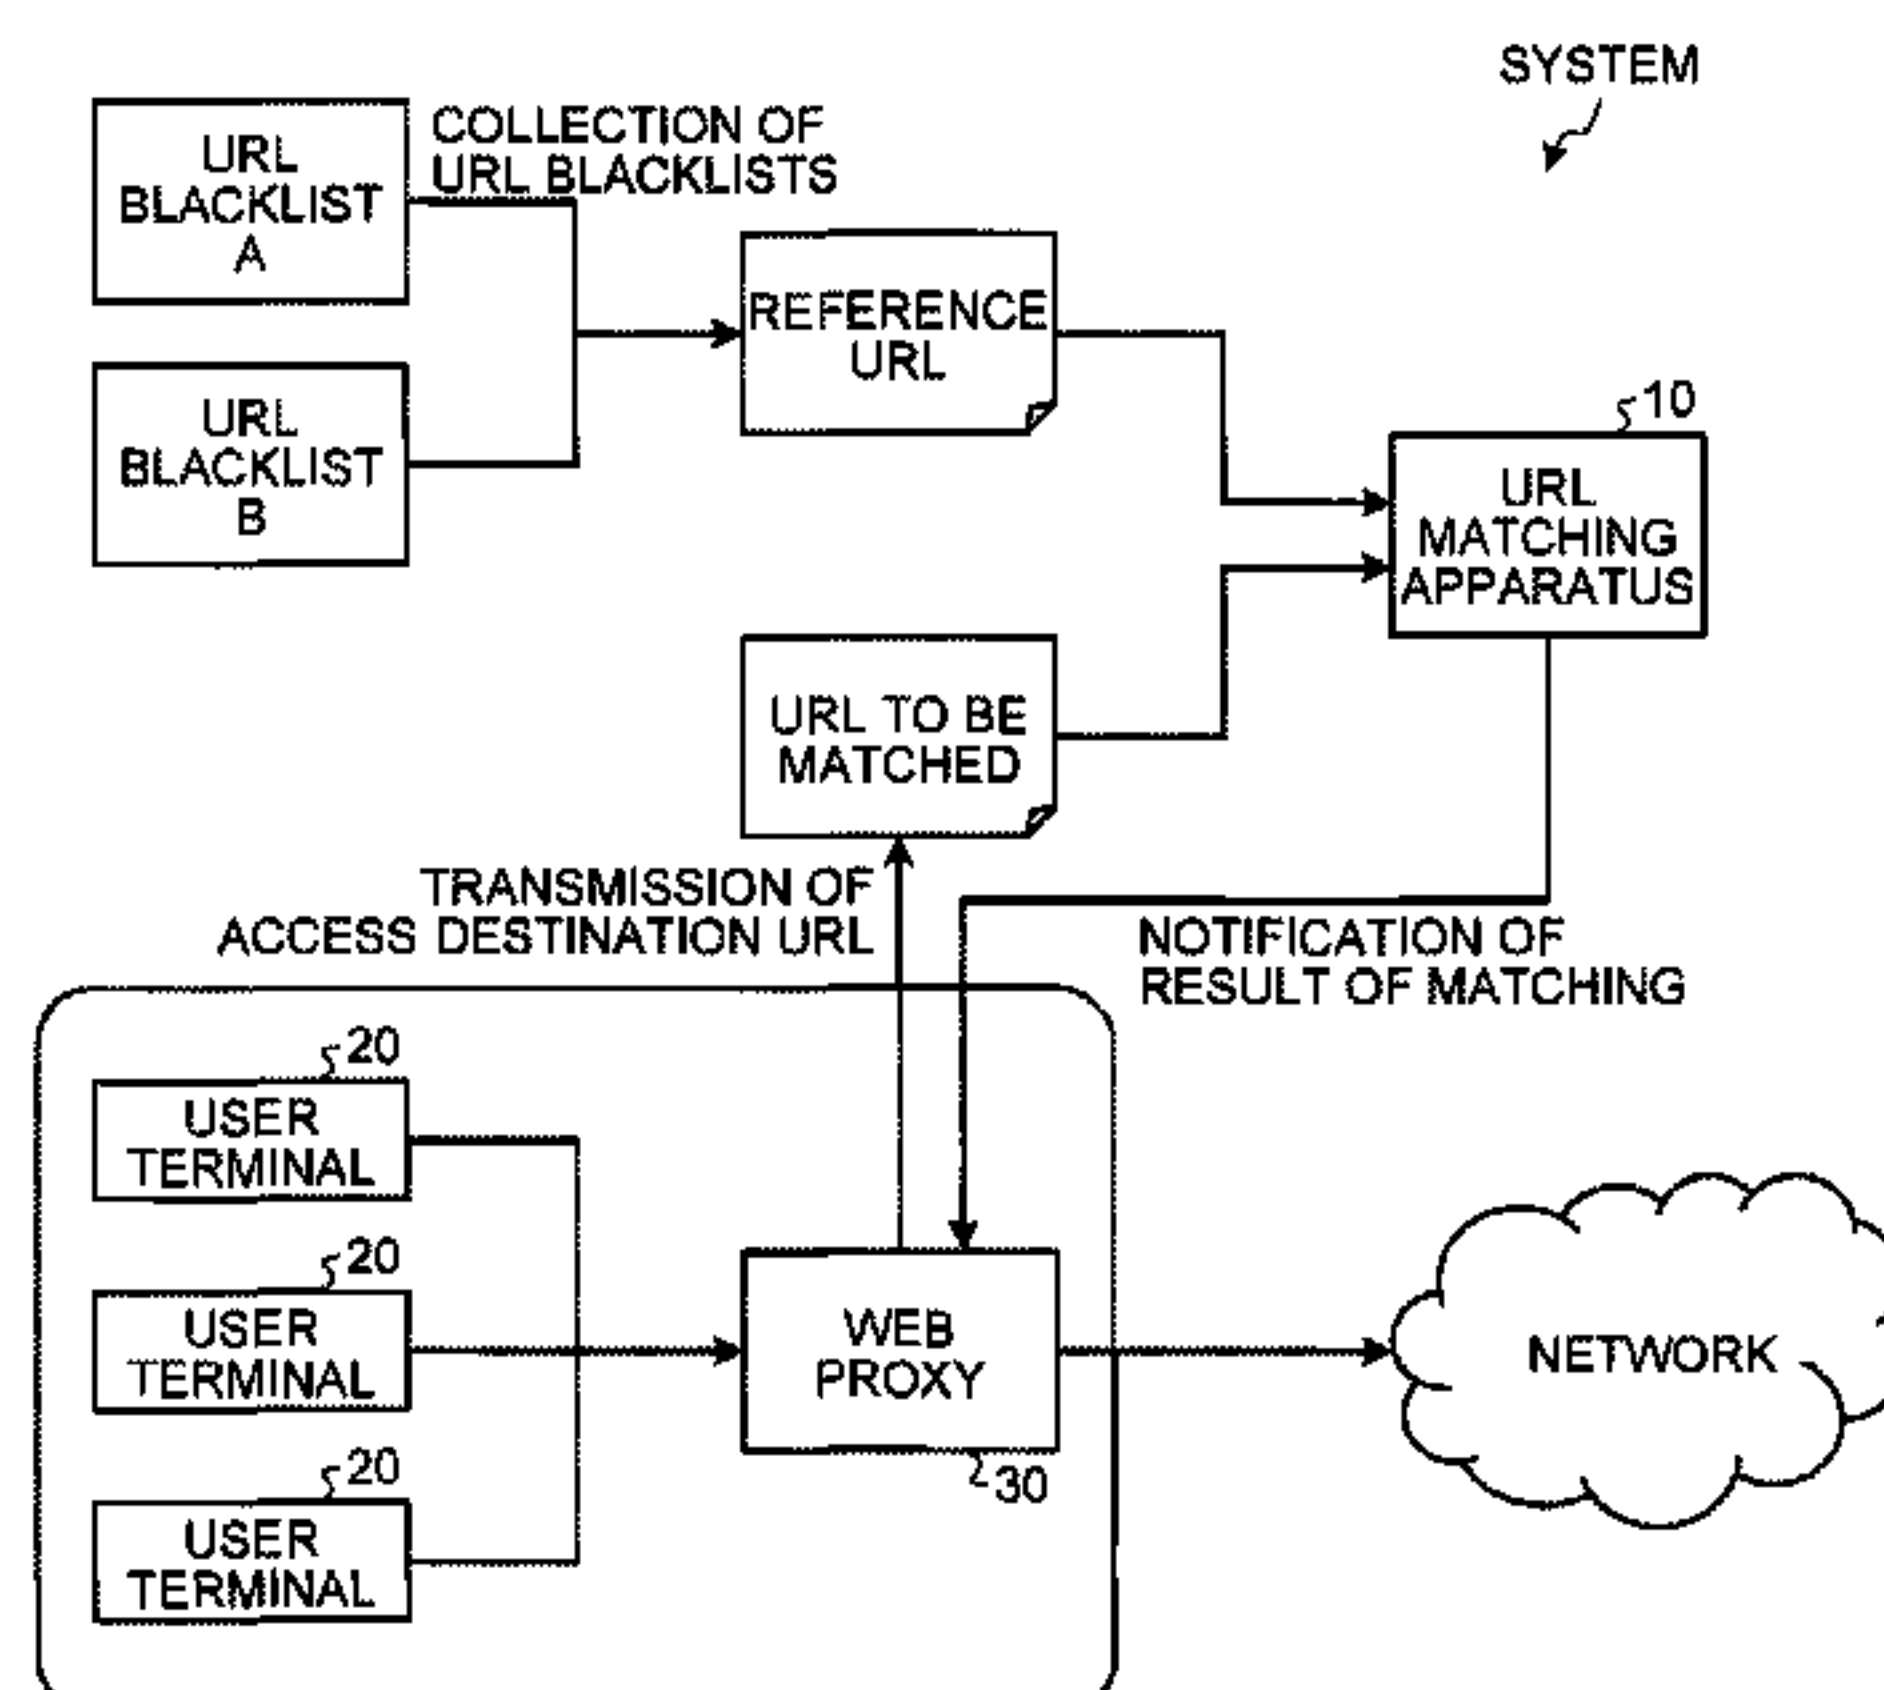 SYSTEM
URL
BLACKLIST
A
COLLECTION OF
URL BLACKLISTS
REFERENCE
URL
URL
BLACKLIST
B
10
URL
MATCHING
APPARATUS
URL TO BE
MATCHED
TRANSMISSION OF
ACCESS DESTINATION URL
NOTIFICATION OF
RESULT OF MATCHING
20
USER
TERMINAL
20
USER
TERMINAL
20
USER
TERMINAL
WEB
PROXY
30
NETWORK